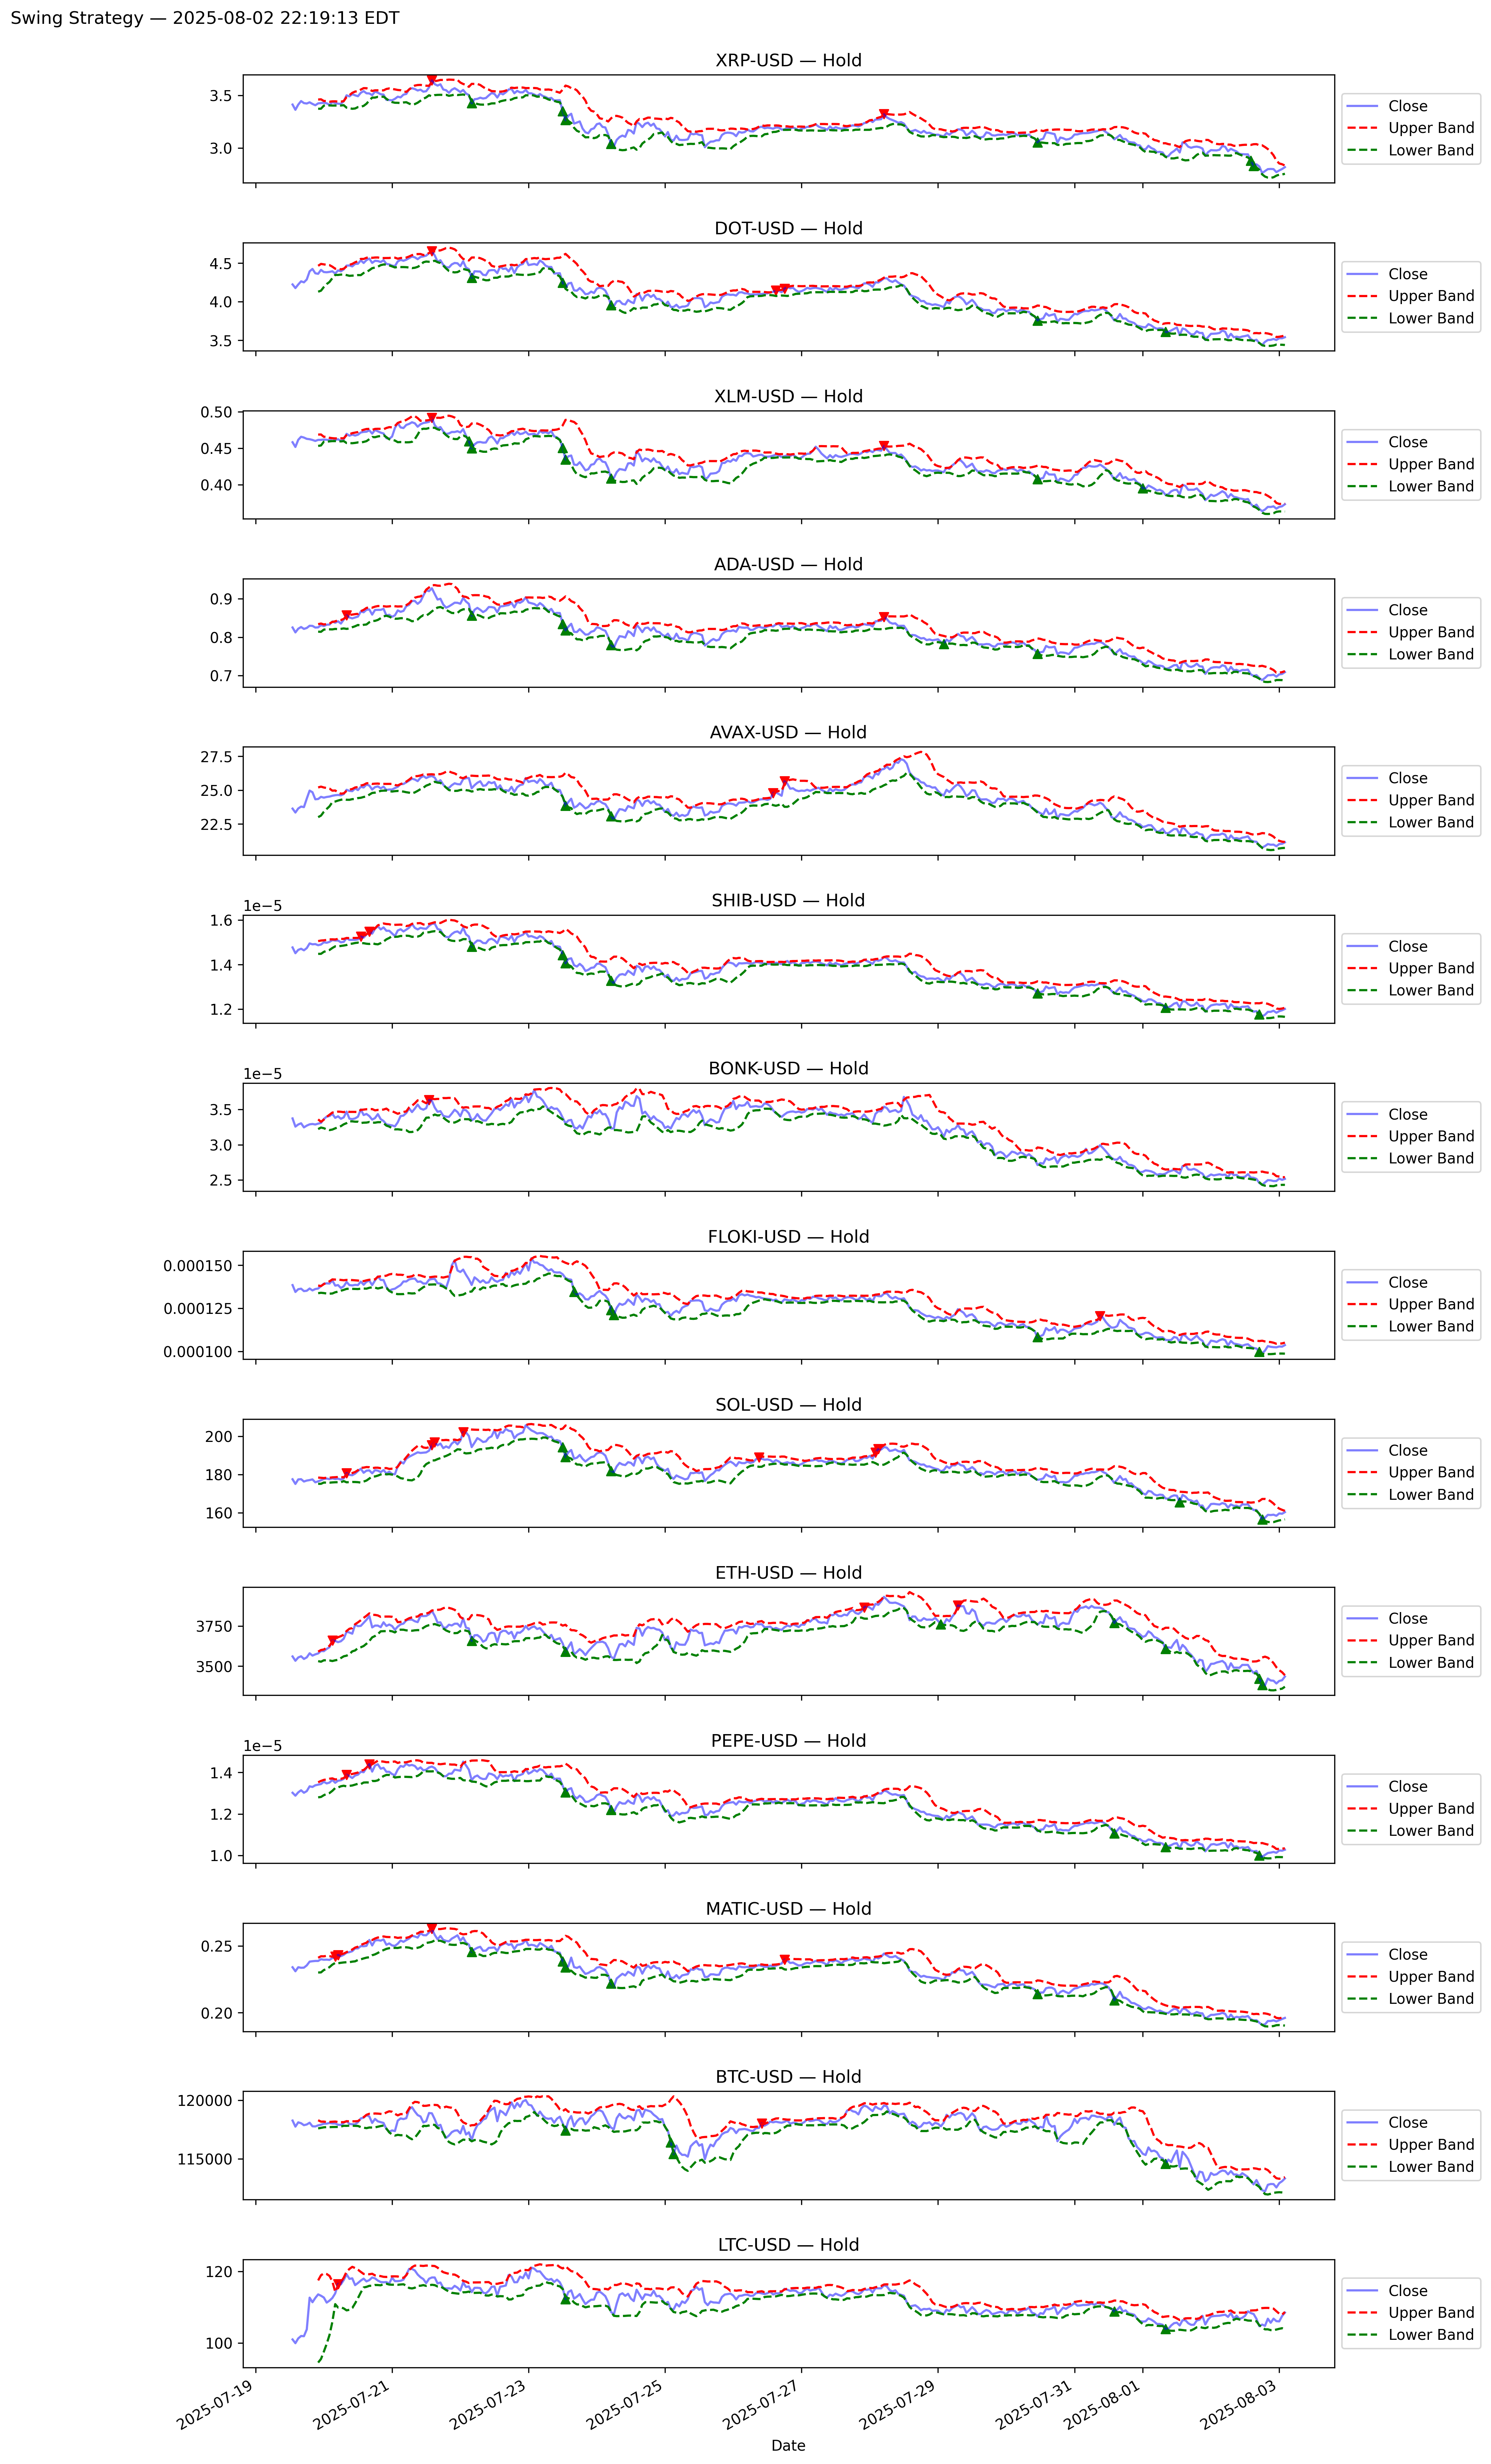 Swing Strategy — 2025-08-02 22:19:13 EDT
XRP-USD — Hold
3.5
3.0
Close
Upper Band
Lower Band
DOT-USD — Hold
4.5
4.0
3.5
Close
Upper Band
Lower Band
XLM-USD — Hold
0.50
0.45
0.40
Close
Upper Band
Lower Band
ADA-USD — Hold
0.9
0.8
0.7
Close
Upper Band
Lower Band
AVAX-USD — Hold
27.5
25.0
22.5
Close
Upper Band
Lower Band
SHIB-USD — Hold
1e−5
1.6
1.4
1.2
Close
Upper Band
Lower Band
BONK-USD — Hold
1e−5
3.5
3.0
2.5
Close
Upper Band
Lower Band
FLOKI-USD — Hold
0.000150
0.000125
0.000100
Close
Upper Band
Lower Band
SOL-USD — Hold
200
180
160
Close
Upper Band
Lower Band
ETH-USD — Hold
3750
3500
Close
Upper Band
Lower Band
PEPE-USD — Hold
1e−5
1.4
1.2
1.0
Close
Upper Band
Lower Band
MATIC-USD — Hold
0.25
0.20
Close
Upper Band
Lower Band
BTC-USD — Hold
120000
115000
Close
Upper Band
Lower Band
LTC-USD — Hold
120
100
Close
Upper Band
Lower Band
2025-07-19
2025-07-21
2025-07-23
2025-07-25
2025-07-27
2025-07-29
2025-07-31
2025-08-01
2025-08-03
Date